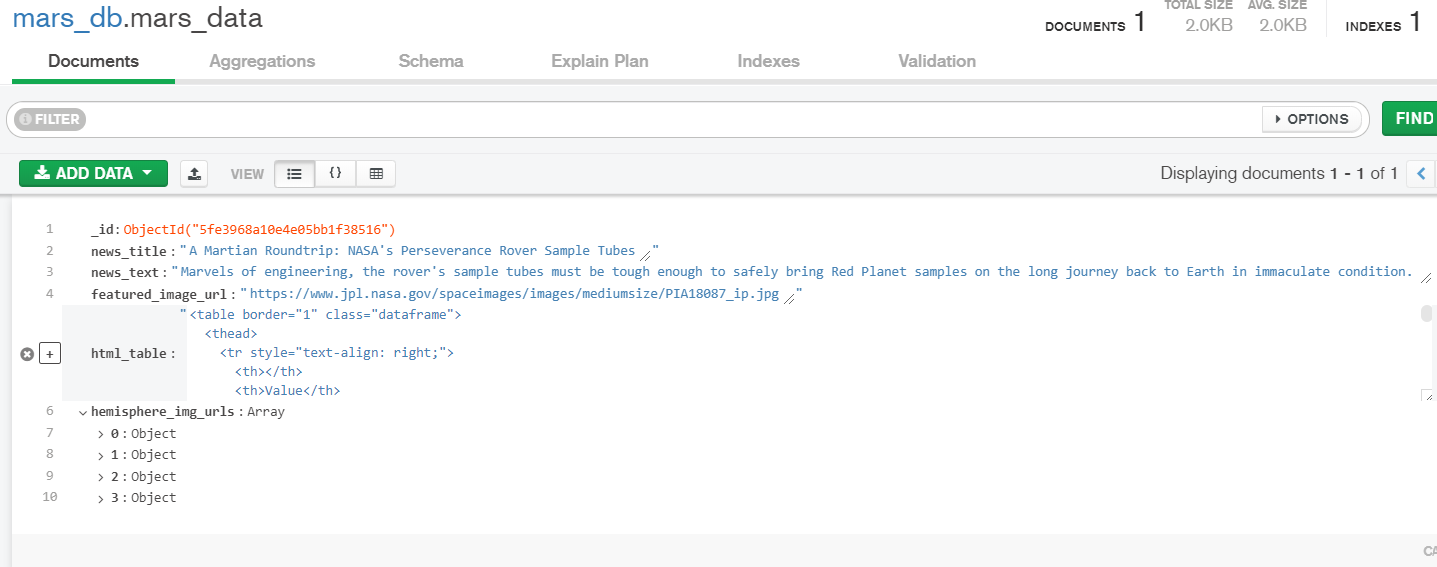 mars_db.mars_data
DOCUMENTS 1 TOTAL SIZE 2.0KB AVG. SIZE 2.0KB INDEXES 1
Documents Aggregations Schema Explain Plan Indexes Validation
FILTER OPTIONS FIND
ADD DATA VIEW {} Displaying documents 1 - 1 of 1
1 _id: ObjectId("5fe3968a10e4e05bb1f38516")
2 news_title : "A Martian Roundtrip: NASA's Perseverance Rover Sample Tubes "
3 news_text : "Marvels of engineering, the rover's sample tubes must be tough enough to safely bring Red Planet samples on the long journey back to Earth in immaculate condition.
4 featured_image_url : "https://www.jpl.nasa.gov/spaceimages/images/mediumsize/PIA18087_ip.jpg "
"<table border="1" class="dataframe">
<thead>
html_table : <tr style="text-align: right;">
<th></th>
<th>Value</th>
6 hemisphere_img_urls : Array
7 0 : Object
8 1 : Object
9 2 : Object
10 3 : Object